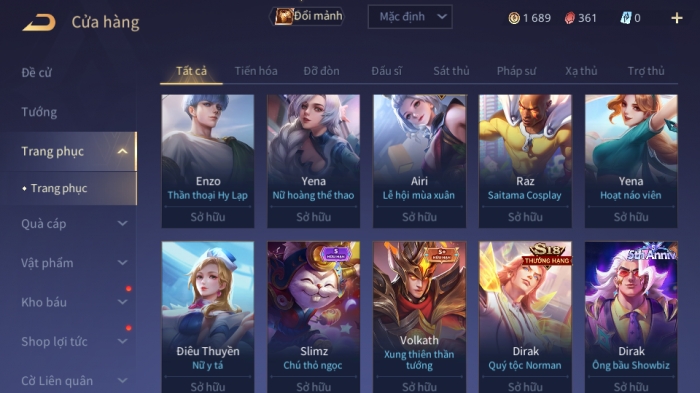 Cửa hàng
Đổi mảnh
Mặc định
1 689
361
0
Đề cử
Tướng
Trang phục
Trang phục
Quà cáp
Vật phẩm
Kho báu
Shop lợi tức
Cờ Liên quân
Tất cả Tiến hóa Đỡ đòn Đấu sĩ Sát thủ Pháp sư Xạ thủ Trợ thủ
Enzo
Thần thoại Hy Lạp
Sở hữu
Yena
Nữ hoàng thể thao
Sở hữu
Airi
Lễ hội mùa xuân
Sở hữu
Raz
Saitama Cosplay
Sở hữu
Yena
Hoạt náo viên
Sở hữu
Điêu Thuyền
Nữ y tá
Sở hữu
S
HỮU HẠN
Slimz
Chú thỏ ngọc
Sở hữu
S+
HỮU HẠN
Volkath
Xung thiên thần
tướng
Sở hữu
S18
THƯỞNG HẠNG
Dirak
Quý tộc Norman
Sở hữu
5th Anniv
Dirak
Ông bầu Showbiz
Sở hữu